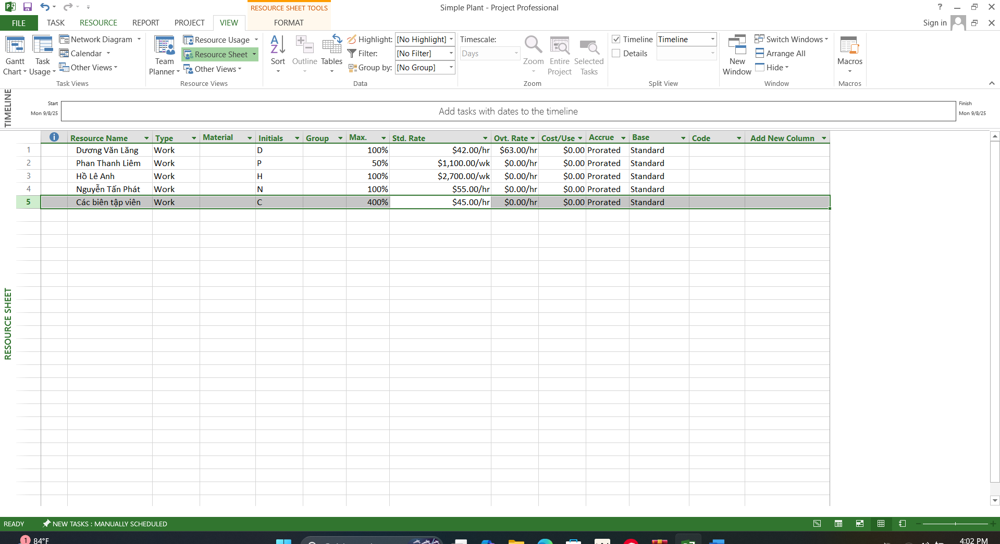 RESOURCE SHEET TOOLS
Simple Plant - Project Professional
?
FILE TASK RESOURCE REPORT PROJECT VIEW FORMAT
Sign in
Gantt Chart
Task Usage
Network Diagram
Calendar
Other Views
Task Views
Team Planner
Resource Usage
Resource Sheet
Other Views
Resource Views
Sort
Outline
Tables
Highlight: [No Highlight]
Filter: [No Filter]
Group by: [No Group]
Data
Timescale:
Days
Zoom
Entire Project
Selected Tasks
Zoom
Timeline Timeline
Details
Split View
New Window
Switch Windows
Arrange All
Hide
Window
Macros
Macros
TIMELINE
Start
Mon 9/8/25
Add tasks with dates to the timeline
Finish
Mon 9/8/25
Resource Name Type Material Initials Group Max. Std. Rate Ovt. Rate Cost/Use Accrue Base Code Add New Column
1 Dương Văn Lăng Work D 100% $42.00/hr $63.00/hr $0.00 Prorated Standard
2 Phan Thanh Liêm Work P 50% $1,100.00/wk $0.00/hr $0.00 Prorated Standard
3 Hồ Lê Anh Work H 100% $2,700.00/wk $0.00/hr $0.00 Prorated Standard
4 Nguyễn Tấn Phát Work N 100% $55.00/hr $0.00/hr $0.00 Prorated Standard
5 Các biên tập viên Work C 400% $45.00/hr $0.00/hr $0.00 Prorated Standard
RESOURCE SHEET
READY NEW TASKS : MANUALLY SCHEDULED
1 84°F
4:02 PM